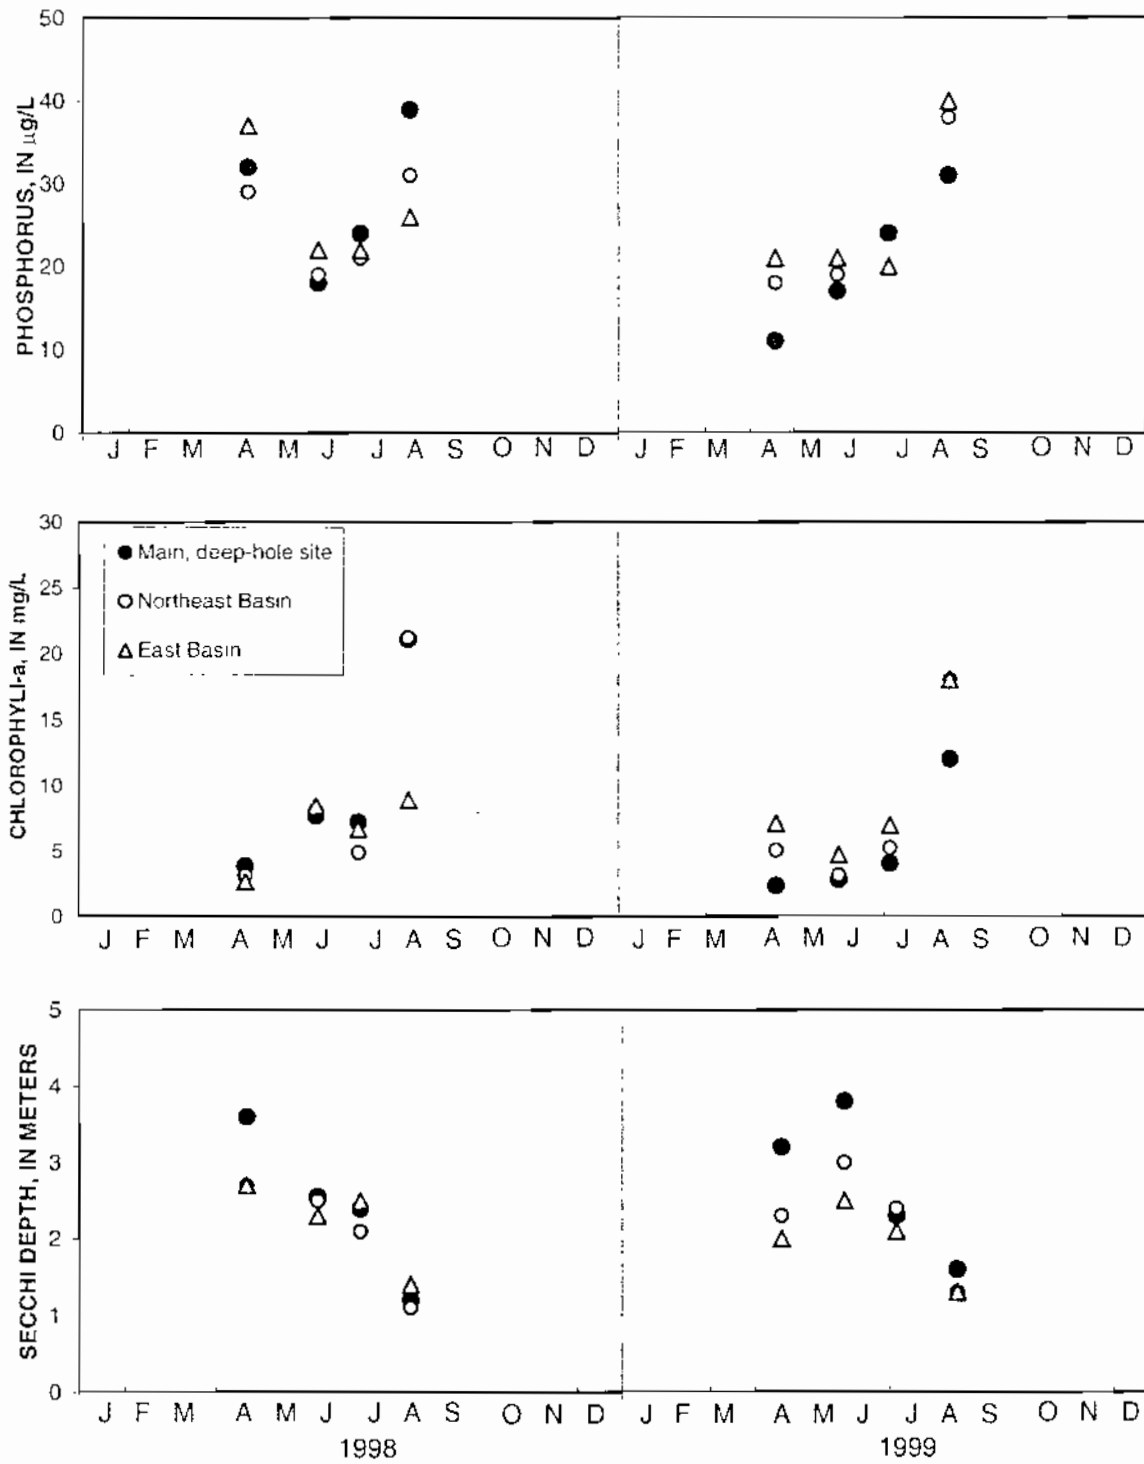 50
40
30
20
10
0
PHOSPHORUS, IN µg/L
J F M A M J J A S O N D J F M A M J J A S O N D
30
25
20
15
10
5
0
CHLOROPHYLl-a, IN mg/L
Main, deep-hole site
Northeast Basin
East Basin
J F M A M J J A S O N D J F M A M J J A S O N D
5
4
3
2
1
0
SECCHI DEPTH, IN METERS
J F M A M J J A S O N D J F M A M J J A S O N D
1998 1999